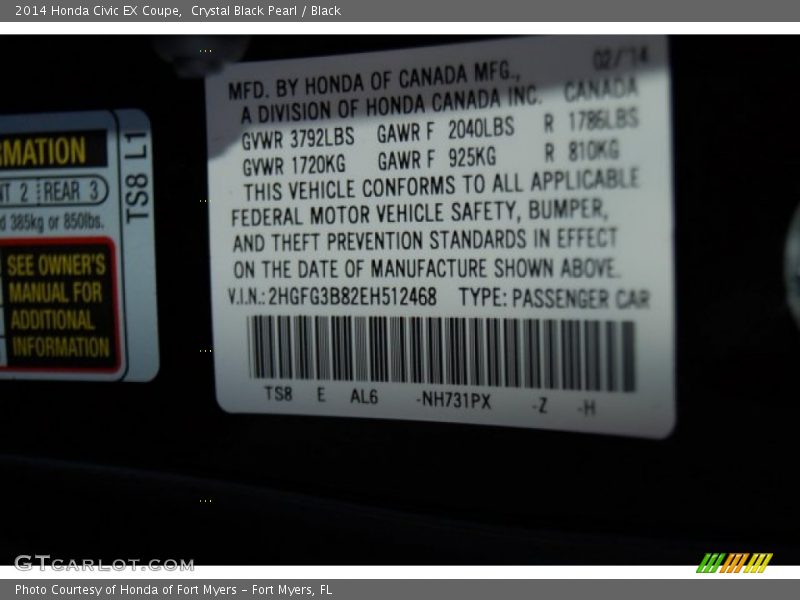 2014 Honda Civic EX Coupe, Crystal Black Pearl / Black
MFD. BY HONDA OF CANADA MFG., 02/'14
A DIVISION OF HONDA CANADA INC. CANADA
GVWR 3792LBS GAWR F 2040LBS R 1786LBS
GVWR 1720KG GAWR F 925KG R 810KG
THIS VEHICLE CONFORMS TO ALL APPLICABLE
FEDERAL MOTOR VEHICLE SAFETY, BUMPER,
AND THEFT PREVENTION STANDARDS IN EFFECT
ON THE DATE OF MANUFACTURE SHOWN ABOVE.
V.I.N.: 2HGFG3B82EH512468 TYPE: PASSENGER CAR
TS8 E AL6 -NH731PX -Z -H
MATION
2 REAR 3
385kg or 850lbs.
SEE OWNER'S
MANUAL FOR
ADDITIONAL
INFORMATION
TS8 L1
GTcarlot.com
Photo Courtesy of Honda of Fort Myers - Fort Myers, FL